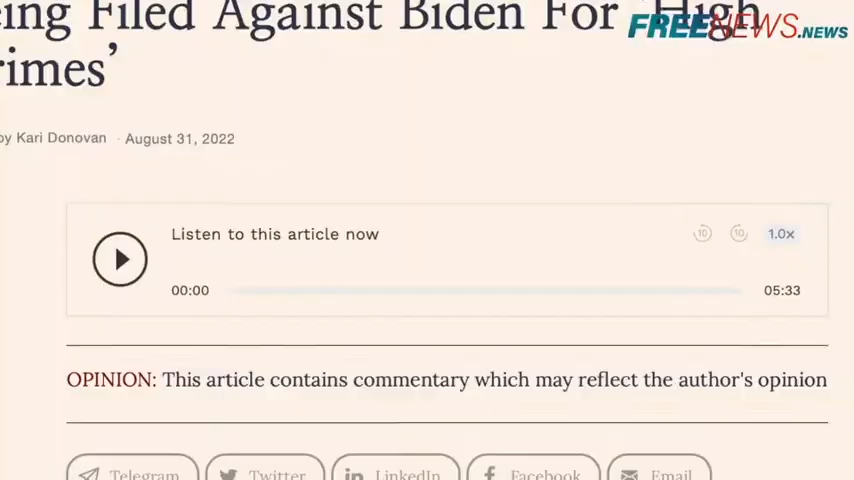 eing Filed Against Biden For 'High
rimes'
FREENEWS.NEWS
by Kari Donovan · August 31, 2022
Listen to this article now
10 10 1.0x
00:00 05:33
OPINION: This article contains commentary which may reflect the author's opinion
Telegram Twitter LinkedIn Facebook Email